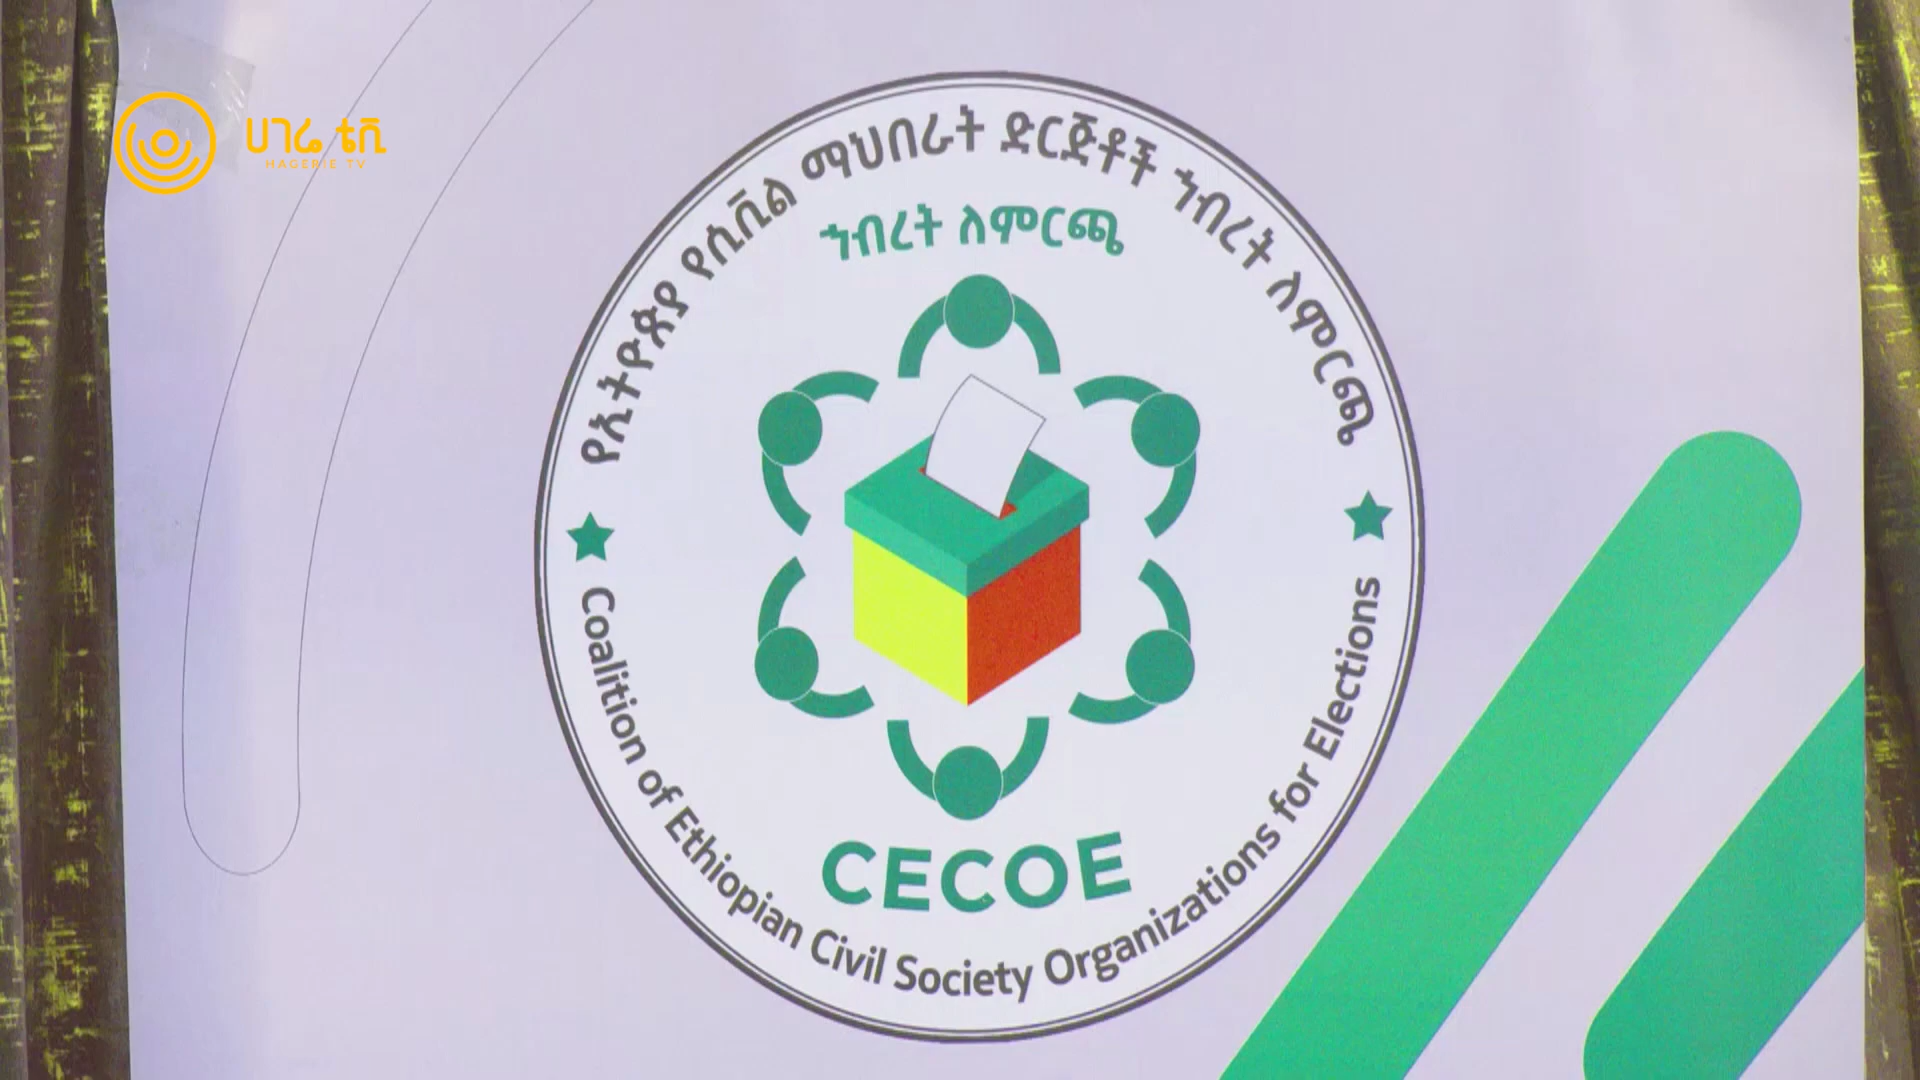 ሀገሬ ቲቪ
HAGERIE TV
የኢትዮጵያ የሲቪል ማህበራት ድርጅቶች ኅብረት ለምርጫ
ኅብረት ለምርጫ
CECOE
Coalition of Ethiopian Civil Society Organizations for Elections